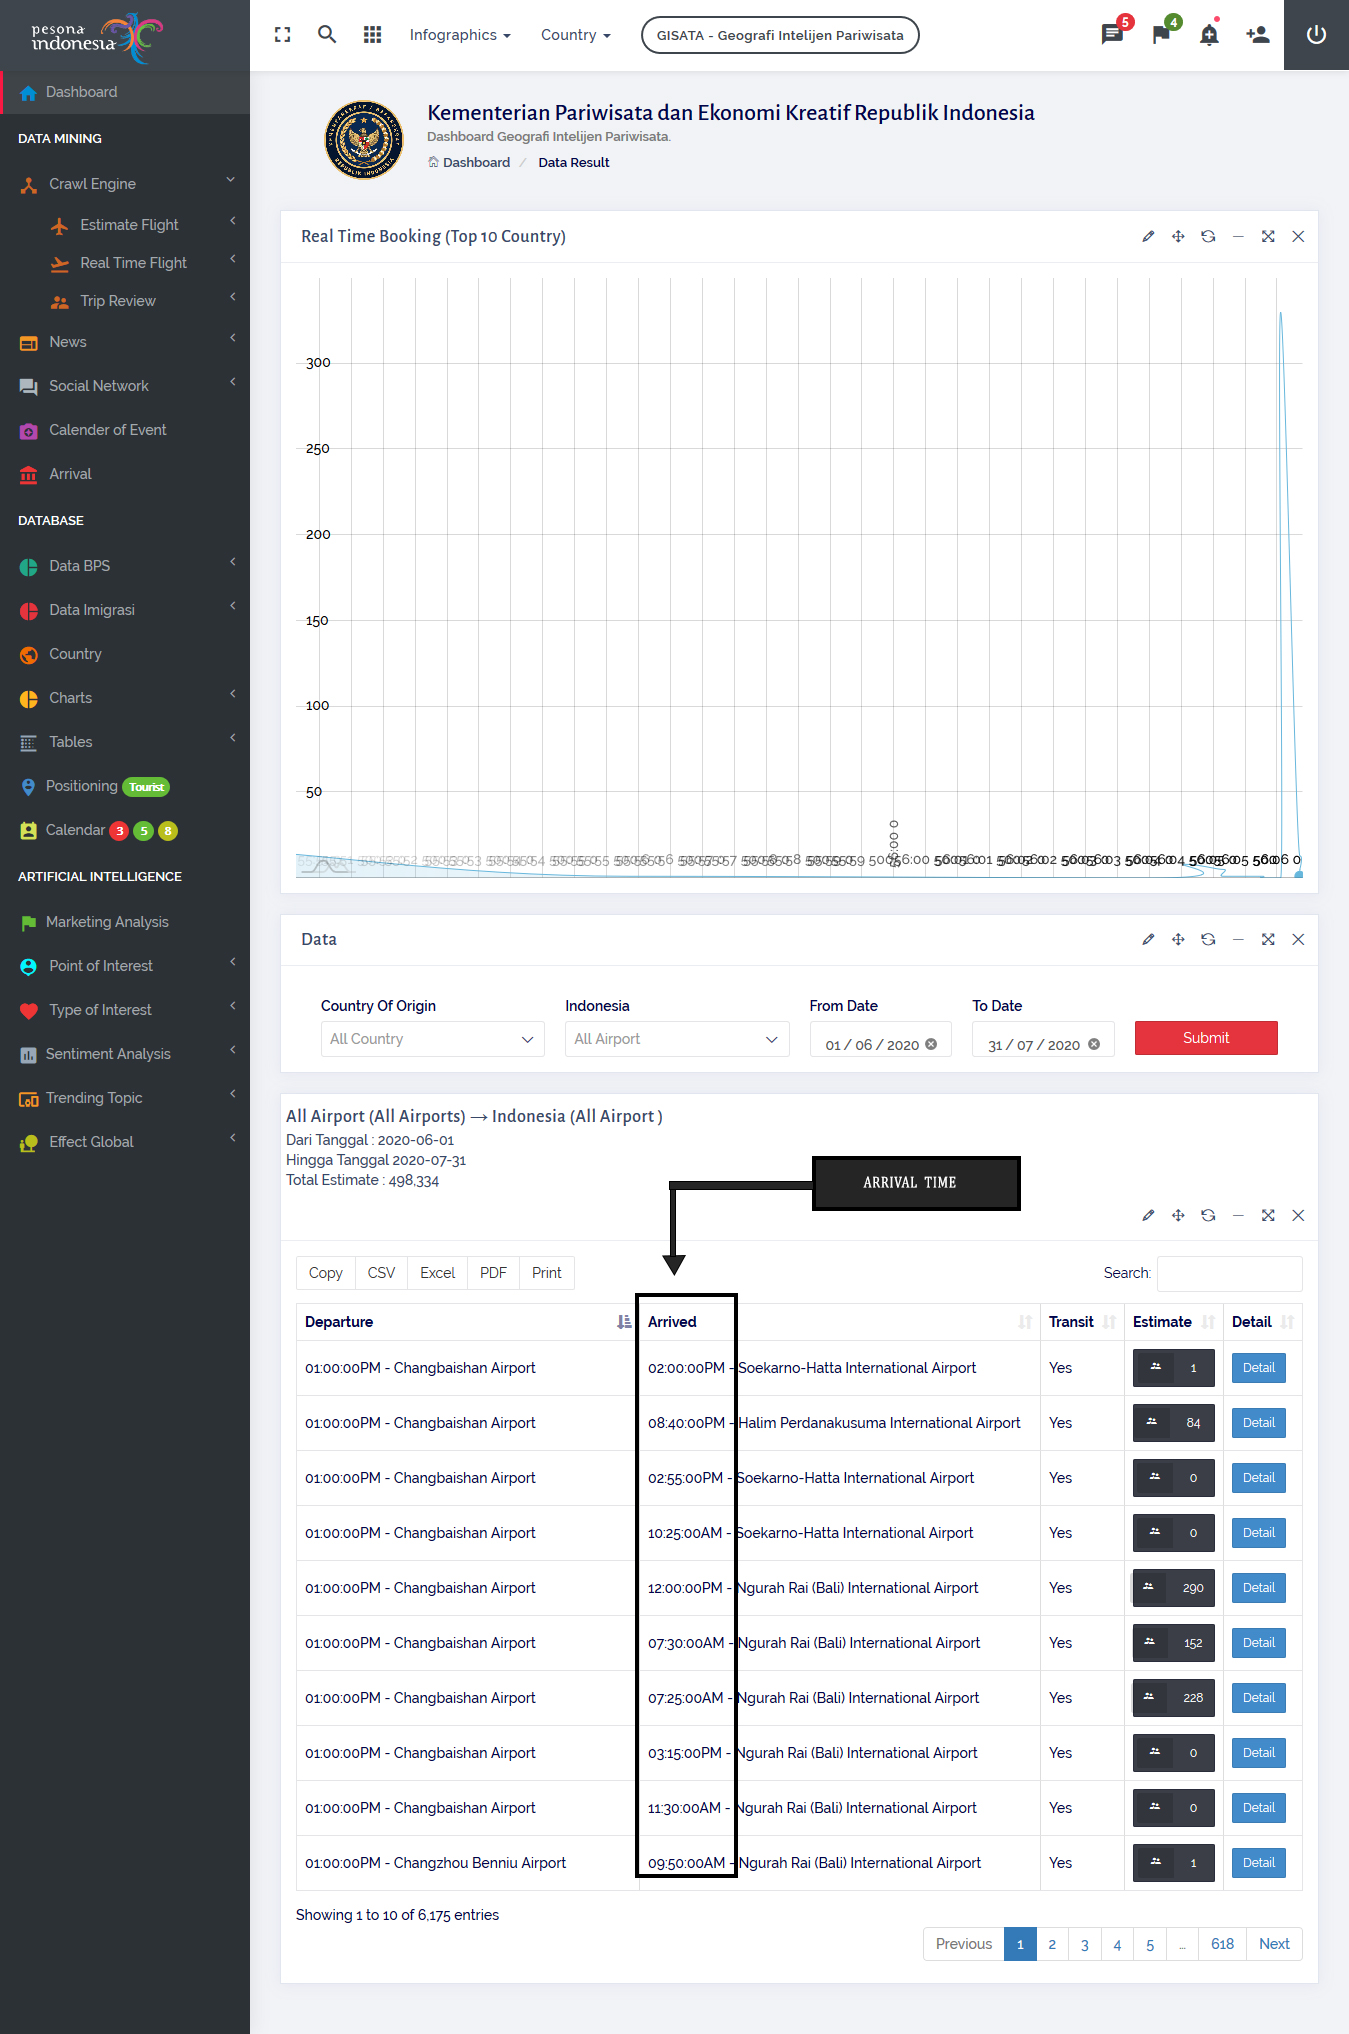 pesona
indonesia
Infographics
Country
GISATA - Geografi Intelijen Pariwisata
5
4
Dashboard
DATA MINING
Crawl Engine
Estimate Flight
Real Time Flight
Trip Review
News
Social Network
Calender of Event
Arrival
DATABASE
Data BPS
Data Imigrasi
Country
Charts
Tables
Positioning Tourist
Calendar 3 5 8
ARTIFICIAL INTELLIGENCE
Marketing Analysis
Point of Interest
Type of Interest
Sentiment Analysis
Trending Topic
Effect Global
Kementerian Pariwisata dan Ekonomi Kreatif Republik Indonesia
Dashboard Geografi Intelijen Pariwisata.
Dashboard / Data Result
Real Time Booking (Top 10 Country)
300
250
200
150
100
50
Data
Country Of Origin
Indonesia
From Date
To Date
All Country
All Airport
01 / 06 / 2020
31 / 07 / 2020
Submit
All Airport (All Airports) → Indonesia (All Airport )
Dari Tanggal : 2020-06-01
Hingga Tanggal 2020-07-31
Total Estimate : 498,334
ARRIVAL TIME
Copy CSV Excel PDF Print
Search:
Departure Arrived Transit Estimate Detail
01:00:00PM - Changbaishan Airport 02:00:00PM - Soekarno-Hatta International Airport Yes 1 Detail
01:00:00PM - Changbaishan Airport 08:40:00PM - Halim Perdanakusuma International Airport Yes 84 Detail
01:00:00PM - Changbaishan Airport 02:55:00PM - Soekarno-Hatta International Airport Yes 0 Detail
01:00:00PM - Changbaishan Airport 10:25:00AM - Soekarno-Hatta International Airport Yes 0 Detail
01:00:00PM - Changbaishan Airport 12:00:00PM - Ngurah Rai (Bali) International Airport Yes 290 Detail
01:00:00PM - Changbaishan Airport 07:30:00AM - Ngurah Rai (Bali) International Airport Yes 152 Detail
01:00:00PM - Changbaishan Airport 07:25:00AM - Ngurah Rai (Bali) International Airport Yes 228 Detail
01:00:00PM - Changbaishan Airport 03:15:00PM - Ngurah Rai (Bali) International Airport Yes 0 Detail
01:00:00PM - Changbaishan Airport 11:30:00AM - Ngurah Rai (Bali) International Airport Yes 0 Detail
01:00:00PM - Changzhou Benniu Airport 09:50:00AM - Ngurah Rai (Bali) International Airport Yes 1 Detail
Showing 1 to 10 of 6,175 entries
Previous 1 2 3 4 5 … 618 Next